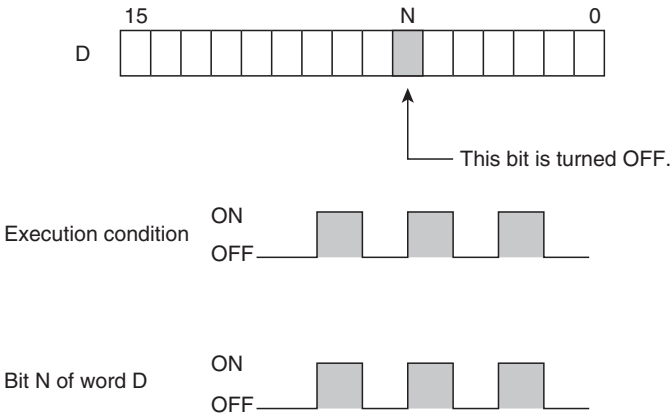 15 N 0
D
This bit is turned OFF.
ON
Execution condition
OFF
ON
Bit N of word D
OFF